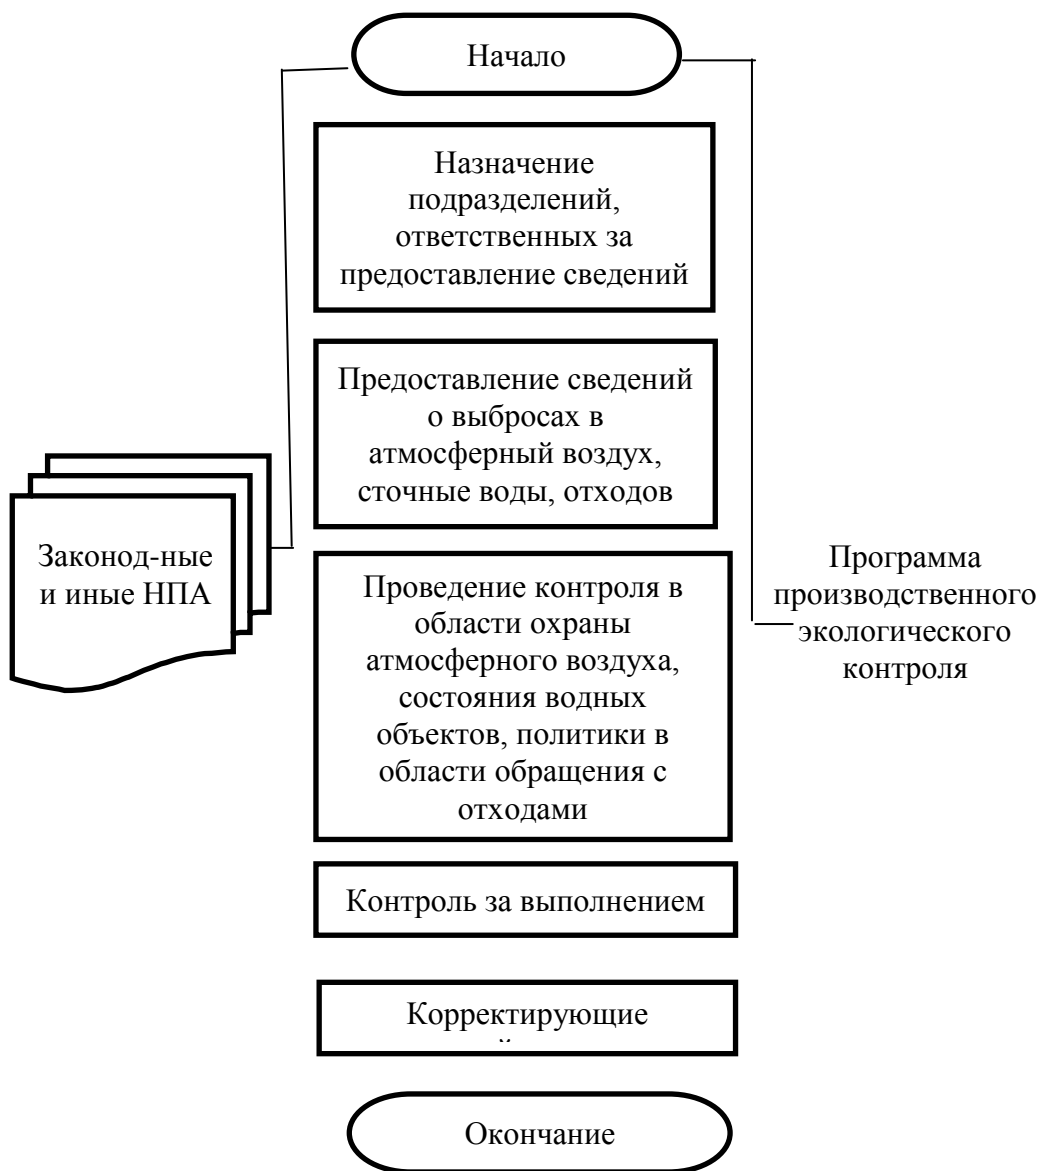 Начало
Назначение
подразделений,
ответственных за
предоставление сведений
Предоставление сведений
о выбросах в
атмосферный воздух,
сточные воды, отходов
Законод-ные
и иные НПА
Проведение контроля в
области охраны
атмосферного воздуха,
состояния водных
объектов, политики в
области обращения с
отходами
Программа
производственного
экологического
контроля
Контроль за выполнением
Корректирующие
Окончание